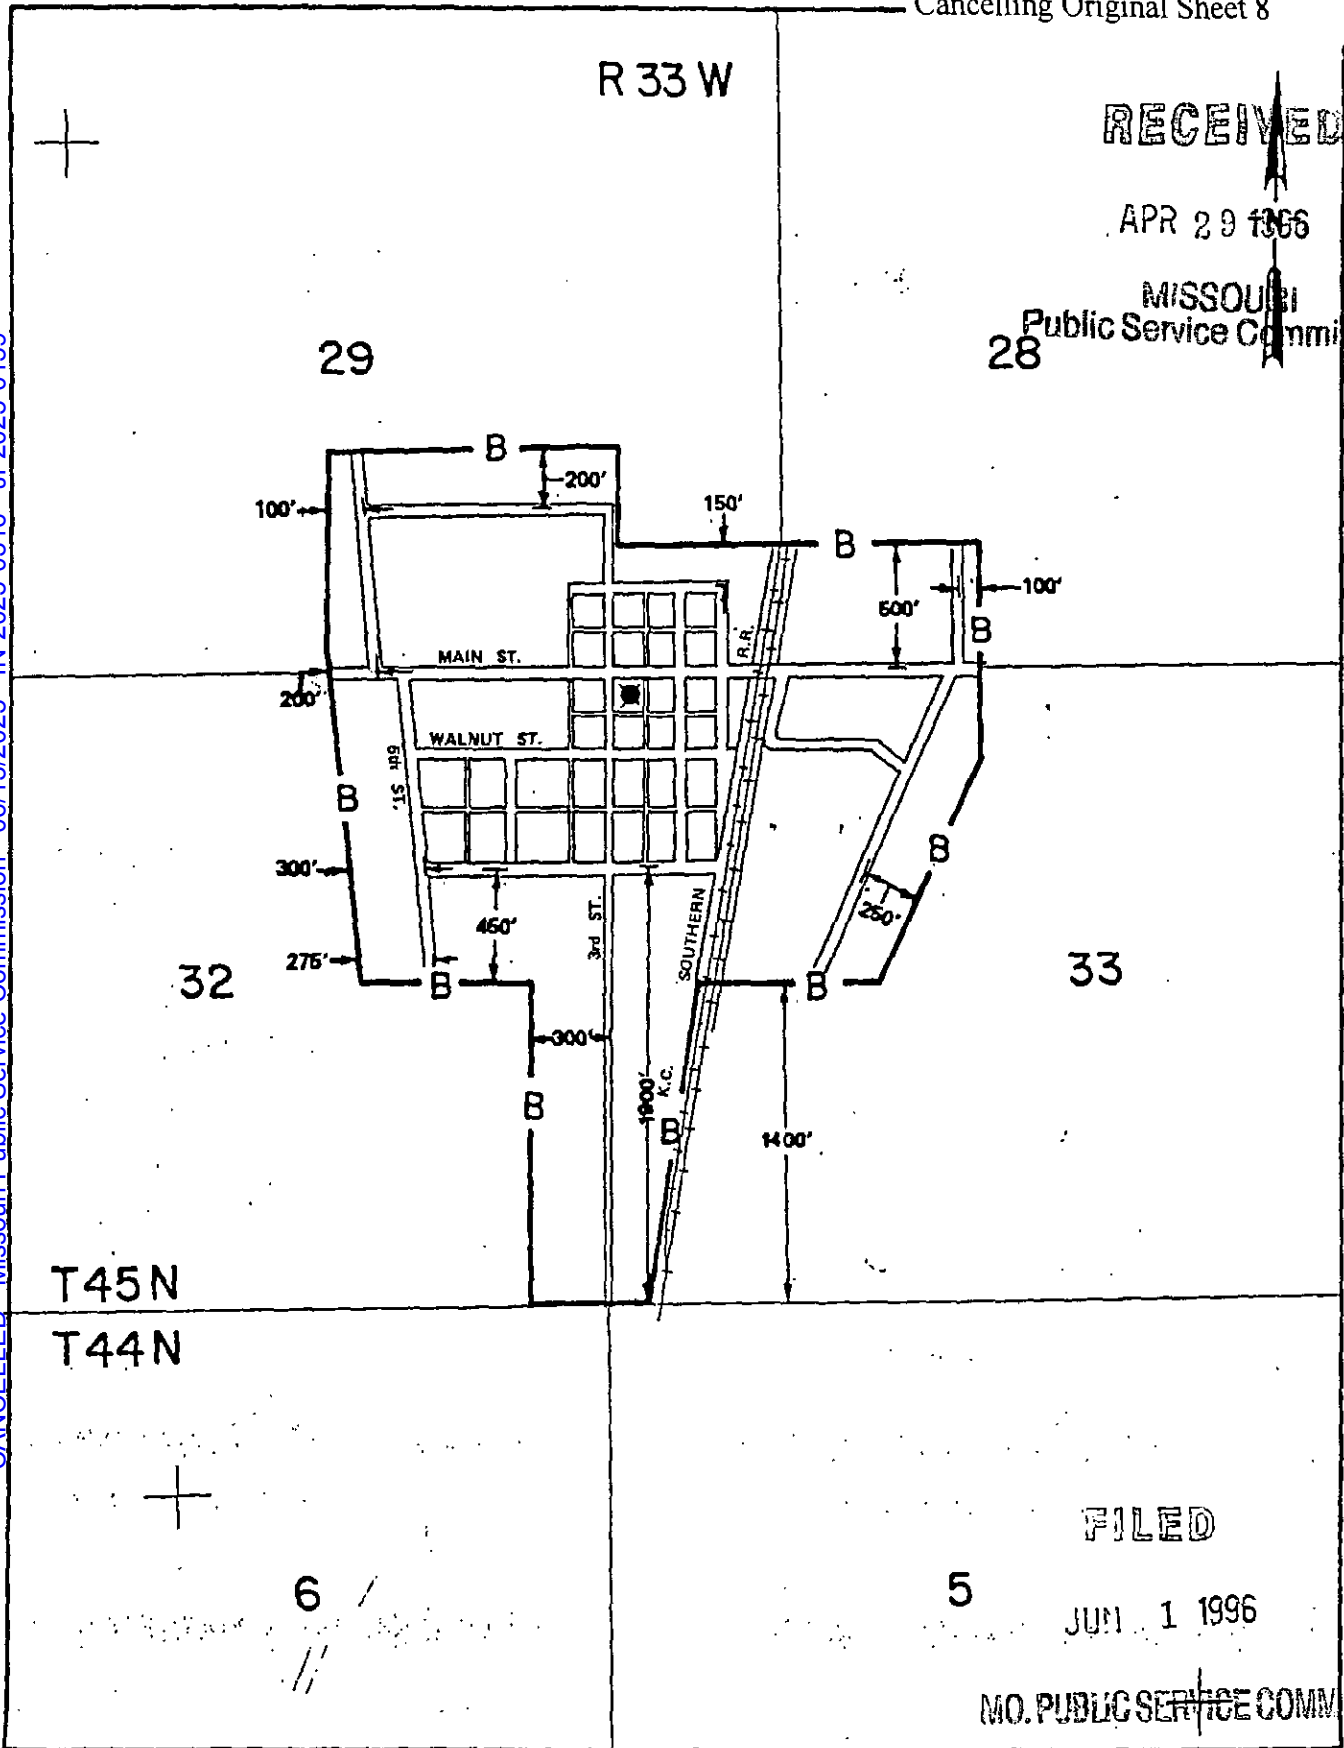 Cancelling Original Sheet 8
R 33 W
RECEIVED
APR 29 1996
MISSOURI
Public Service Commi
29
28
B
200'
100'
150'
B
500'
100'
B
MAIN ST.
R.R.
200'
WALNUT ST.
6th ST.
B
B
300'
250'
450'
3rd ST.
SOUTHERN
275'
32
B
B
33
300'
1900'
K.C.
B
B
1400'
T45N
T44N
FILED
6
5
JUN 1 1996
MO. PUBLIC SERVICE COMM